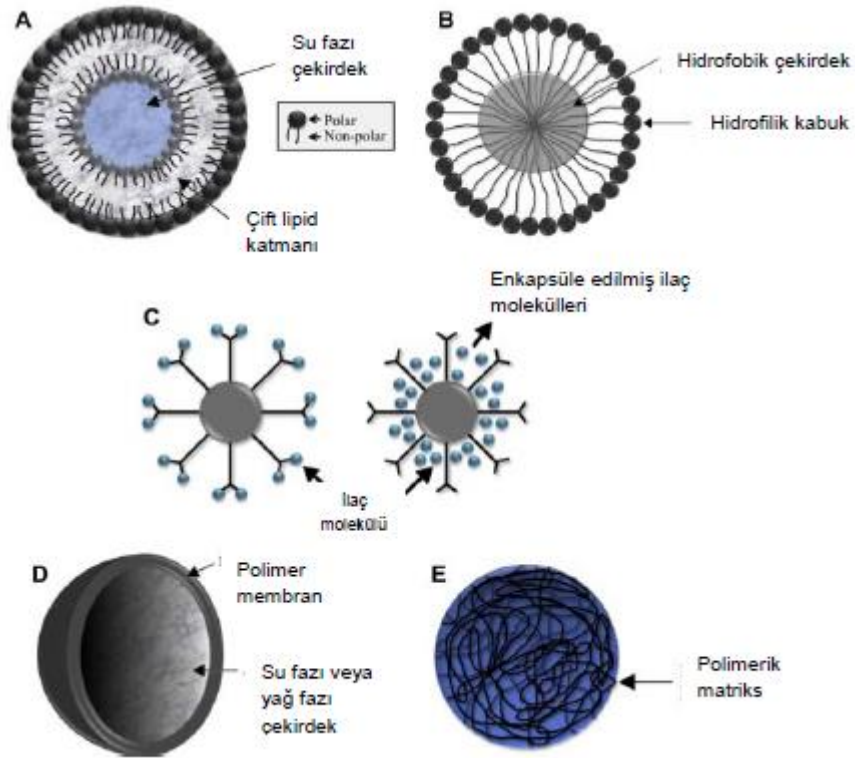 A
Su fazı
çekirdek
Polar
Non-polar
Çift lipid
katmanı
B
Hidrofobik çekirdek
Hidrofilik kabuk
C
Enkapsüle edilmiş ilaç
molekülleri
İlaç
molekülü
D
Polimer
membran
Su fazı veya
yağ fazı
çekirdek
E
Polimerik
matriks